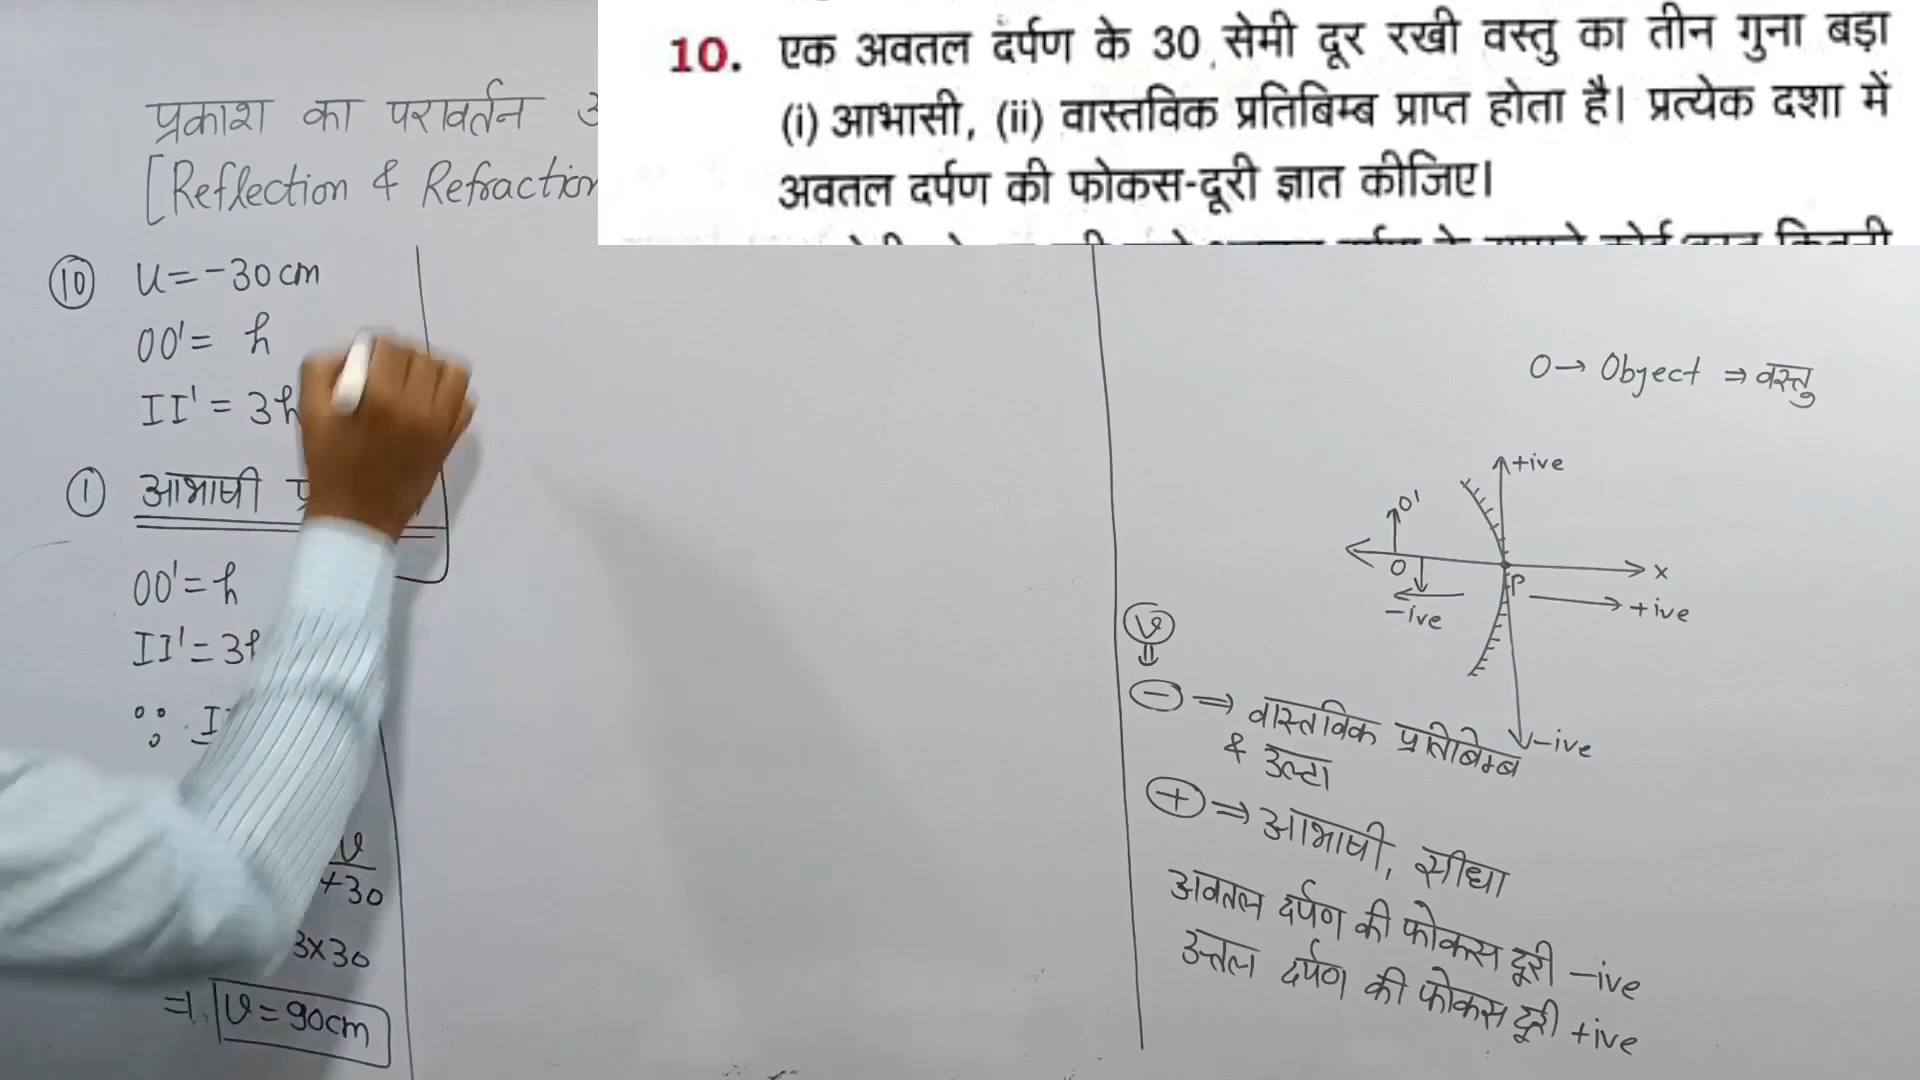 10. एक अवतल दर्पण के 30 सेमी दूर रखी वस्तु का तीन गुना बड़ा
(i) आभासी, (ii) वास्तविक प्रतिबिम्ब प्राप्त होता है। प्रत्येक दशा में
अवतल दर्पण की फोकस-दूरी ज्ञात कीजिए।
प्रकाश का परावर्तन
[Reflection & Refraction
10 u = -30 cm
OO' = h
II' = 3h
1 आभाषी
OO' = h
II' = 3h
∴
v
+30
3x30
⇒ v = 90cm
O → Object ⇒ वस्तु
+ive
O'
O
P
x
-ive
+ive
-ive
v
⇓
- ⇒ वास्तविक प्रतिबिम्ब
& उल्टा
+ ⇒ आभाषी, सीधा
अवतल दर्पण की फोकस दूरी -ive
उत्तल दर्पण की फोकस दूरी +ive